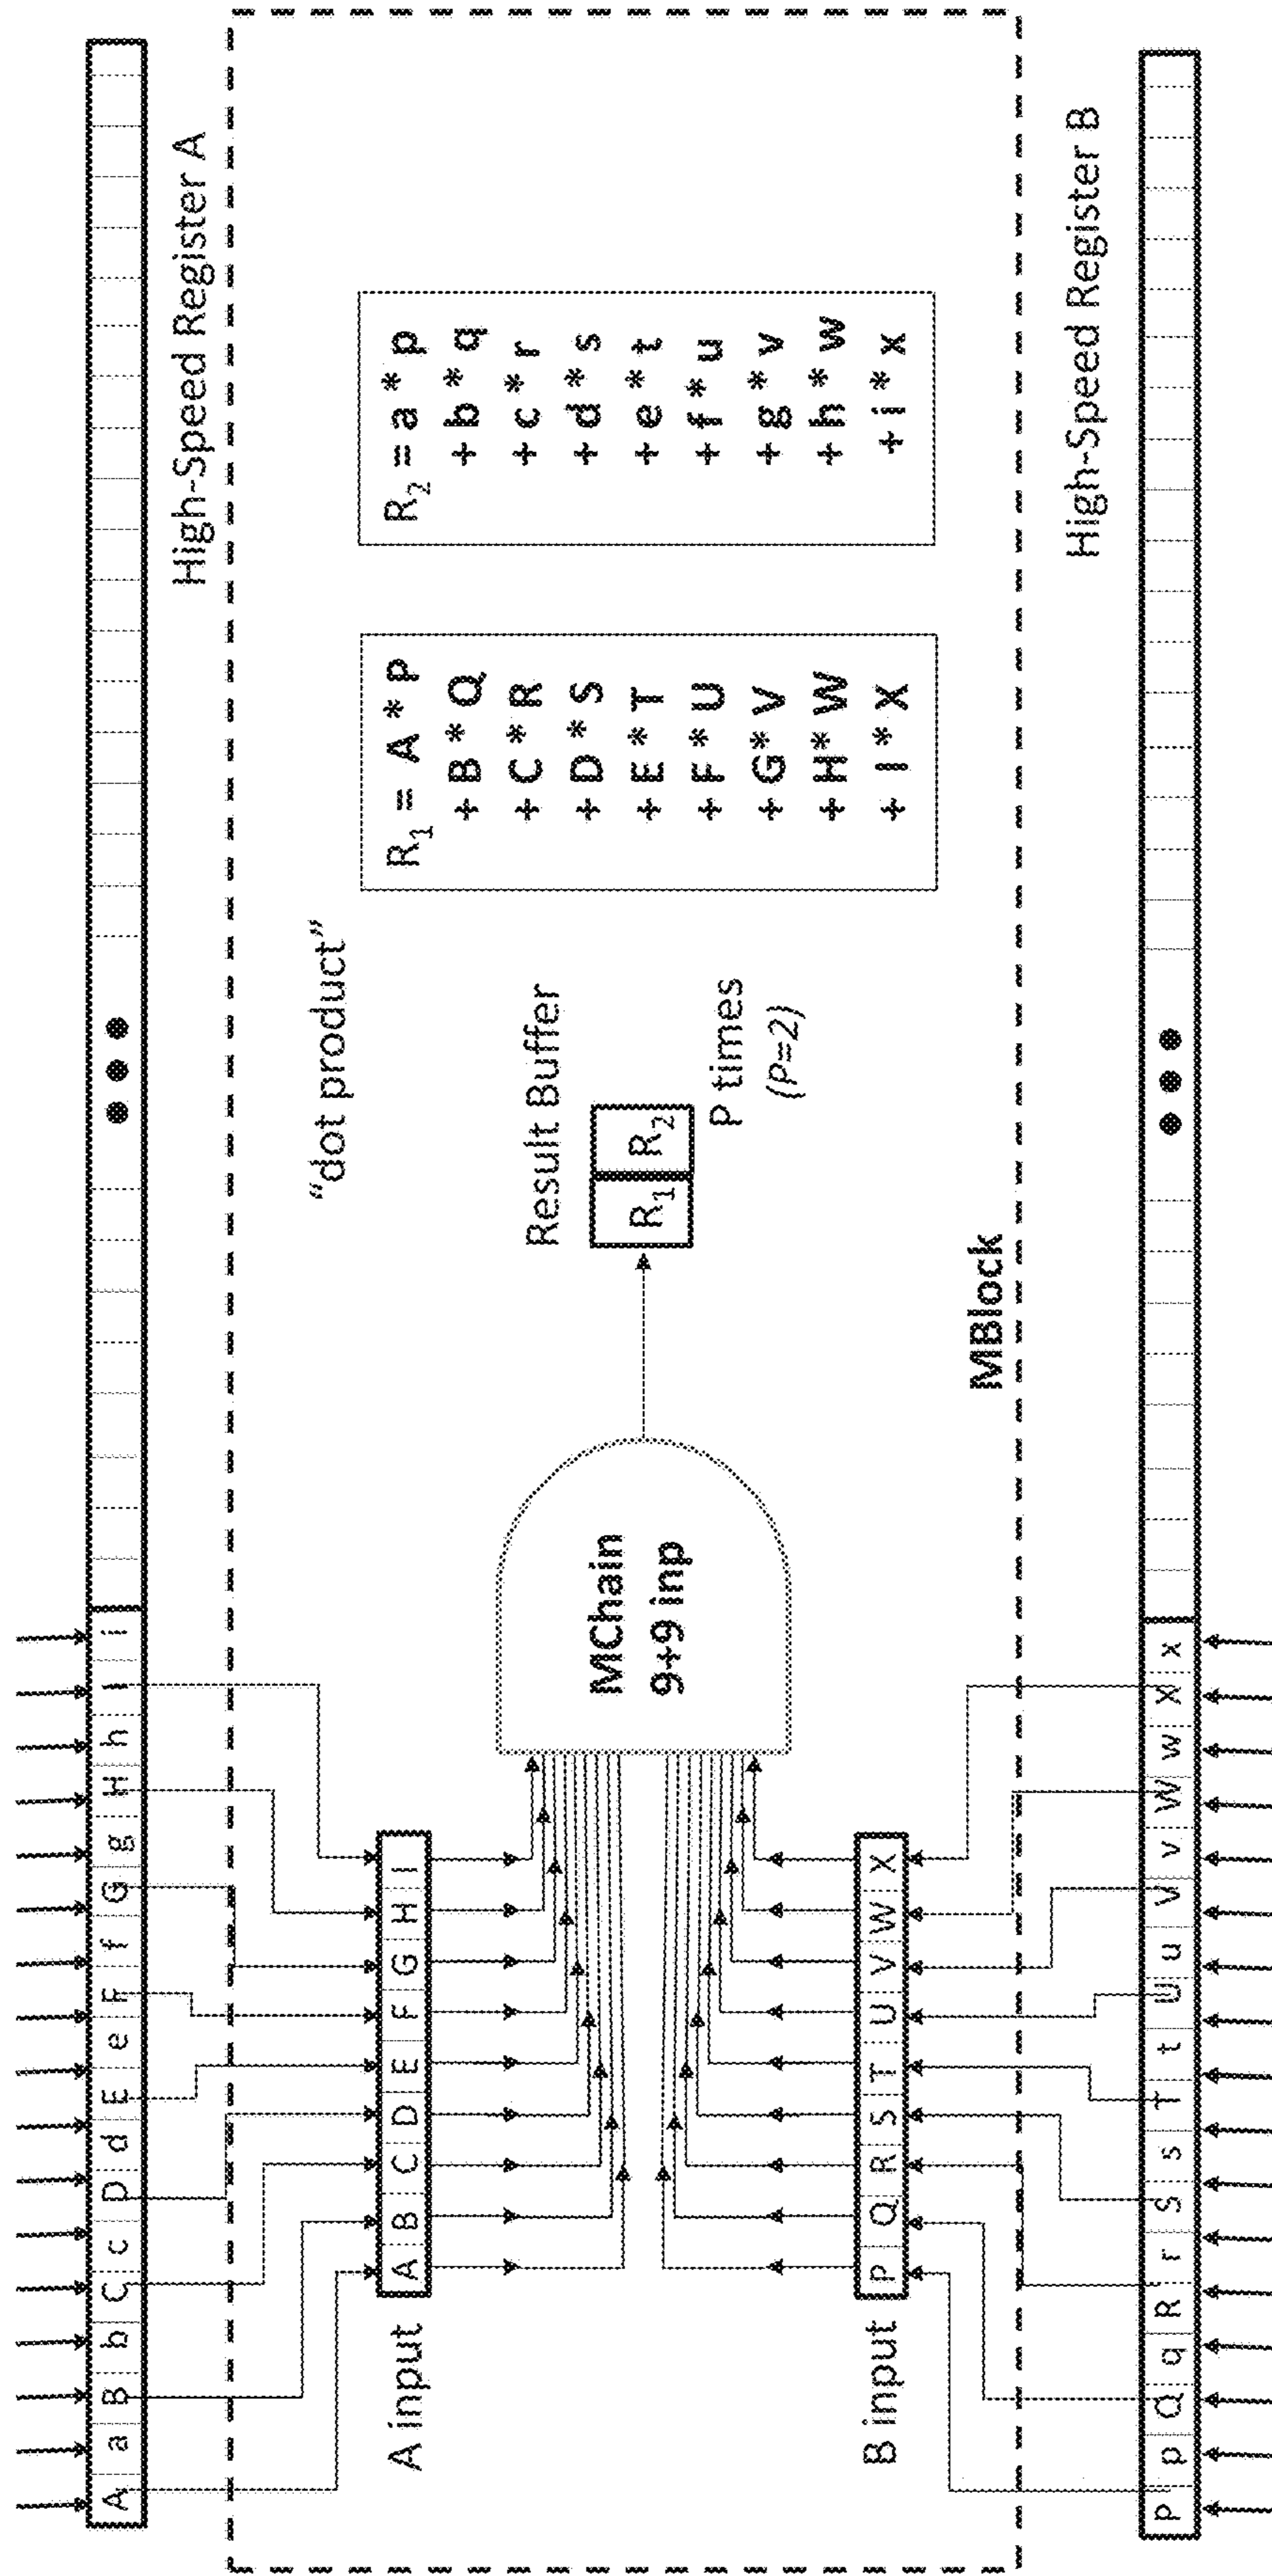 A a B b C c D d E e F f G g H h I i
High-Speed Register A
A input
A B C D E F G H I
"dot product"
MChain
9+9 inp
Result Buffer
R₁ R₂
P times
(P=2)
R₁ = A * P
+ B * Q
+ C * R
+ D * S
+ E * T
+ F * U
+ G * V
+ H * W
+ I * X
R₂ = a * p
+ b * q
+ c * r
+ d * s
+ e * t
+ f * u
+ g * v
+ h * w
+ i * x
B input
P Q R S T U V W X
MBlock
High-Speed Register B
P p Q q R r S s T t U u V v W w X x